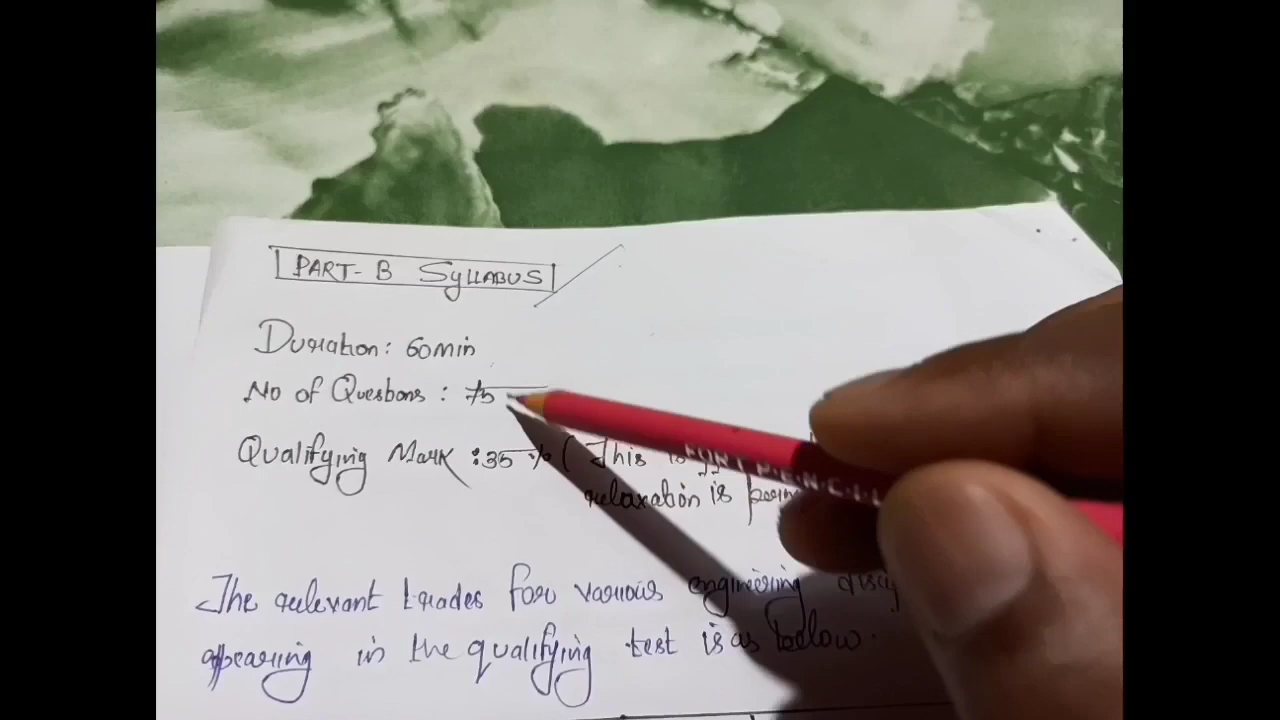 PART-B SYLLABUS
Duration: 60min
No of Questions : 75
Qualifying Mark : 35 % ( This is
relaxation is
The relevant trades for various engineering
appearing in the qualifying test is as below.